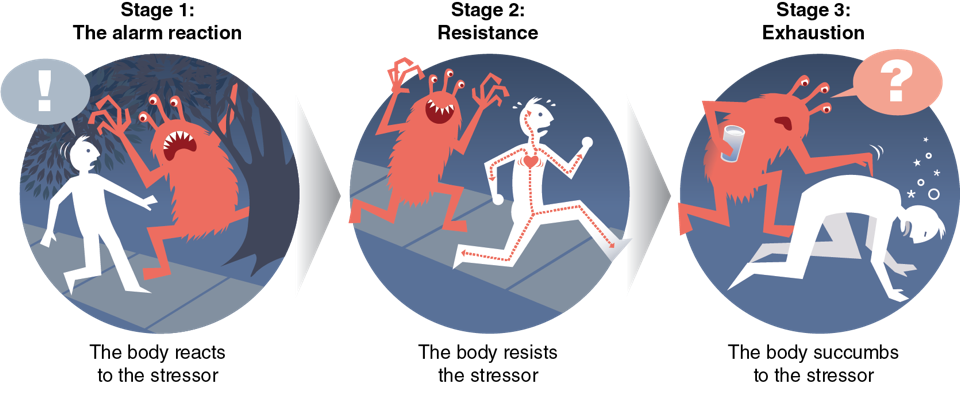 Stage 1:
The alarm reaction
!
The body reacts
to the stressor
Stage 2:
Resistance
The body resists
the stressor
Stage 3:
Exhaustion
?
The body succumbs
to the stressor